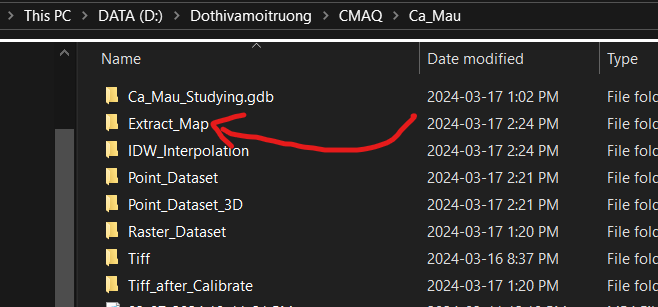 > This PC > DATA (D:) > Dothivamoitruong > CMAQ > Ca_Mau
Name Date modified Type
Ca_Mau_Studying.gdb 2024-03-17 1:02 PM File fold
Extract_Map 2024-03-17 2:24 PM File fold
IDW_Interpolation 2024-03-17 2:24 PM File fold
Point_Dataset 2024-03-17 2:21 PM File fold
Point_Dataset_3D 2024-03-17 2:21 PM File fold
Raster_Dataset 2024-03-17 1:20 PM File fold
Tiff 2024-03-16 8:37 PM File fold
Tiff_after_Calibrate 2024-03-17 1:20 PM File fold